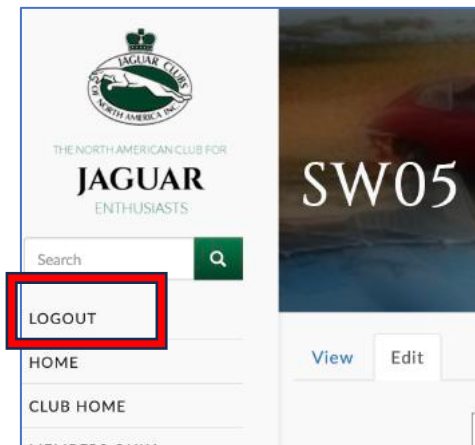 JAGUAR CLUBS
OF NORTH AMERICA INC
THE NORTH AMERICAN CLUB FOR
JAGUAR
ENTHUSIASTS
Search
LOGOUT
HOME
CLUB HOME
SW05
View Edit